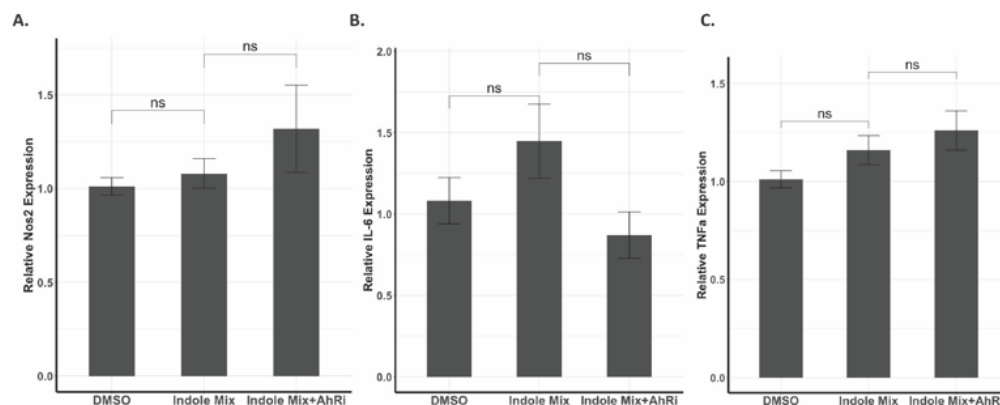 A.
ns
ns
Relative Nos2 Expression
1.5
1.0
0.5
0.0
DMSO
Indole Mix
Indole Mix+AhRi
B.
ns
ns
Relative IL-6 Expression
2.0
1.5
1.0
0.5
0.0
DMSO
Indole Mix
Indole Mix+AhRi
C.
ns
ns
Relative TNFa Expression
1.5
1.0
0.5
0.0
DMSO
Indole Mix
Indole Mix+AhRi